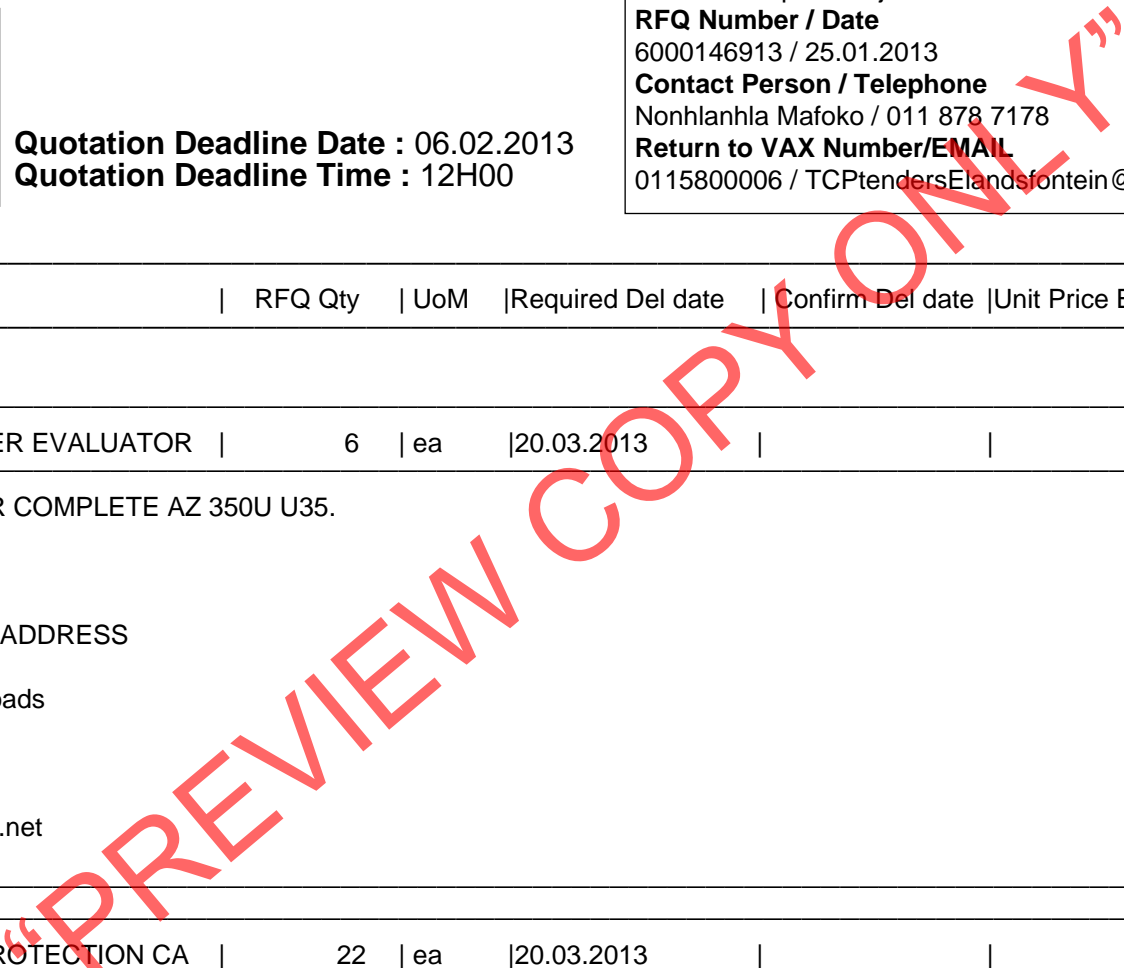 RFQ Number / Date
6000146913 / 25.01.2013
Contact Person / Telephone
Nonhlanhla Mafoko / 011 878 7178
Return to VAX Number/EMAIL
0115800006 / TCPtendersElandsfontein@
Quotation Deadline Date : 06.02.2013
Quotation Deadline Time : 12H00
| RFQ Qty | UoM |Required Del date | Confirm Del date |Unit Price
ER EVALUATOR | 6 | ea |20.03.2013 | |
R COMPLETE AZ 350U U35.
ADDRESS
oads
.net
ROTECTION CA | 22 | ea |20.03.2013 | |
“PREVIEW COPY ONLY”